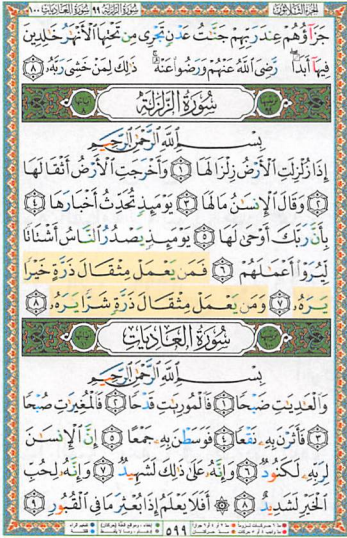 الجزء الثلاثون ٩٩ سورة الزلزلة ١٠٠ سورة العاديات
جَزَآؤُهُمْ عِندَ رَبِّهِمْ جَنَّٰتُ عَدْنٍ تَجْرِى مِن تَحْتِهَا ٱلْأَنْهَٰرُ خَٰلِدِينَ
فِيهَآ أَبَدًا ۖ رَّضِىَ ٱللَّهُ عَنْهُمْ وَرَضُوا۟ عَنْهُ ۚ ذَٰلِكَ لِمَنْ خَشِىَ رَبَّهُۥ ٨
سُورَةُ الزَّلْزَلَةِ
بِسْمِ ٱللَّهِ ٱلرَّحْمَٰنِ ٱلرَّحِيمِ
إِذَا زُلْزِلَتِ ٱلْأَرْضُ زِلْزَالَهَا ١ وَأَخْرَجَتِ ٱلْأَرْضُ أَثْقَالَهَا
٢ وَقَالَ ٱلْإِنسَٰنُ مَا لَهَا ٣ يَوْمَئِذٍ تُحَدِّثُ أَخْبَارَهَا ٤
بِأَنَّ رَبَّكَ أَوْحَىٰ لَهَا ٥ يَوْمَئِذٍ يَصْدُرُ ٱلنَّاسُ أَشْتَاتًا
لِّيُرَوْا۟ أَعْمَٰلَهُمْ ٦ فَمَن يَعْمَلْ مِثْقَالَ ذَرَّةٍ خَيْرًا
يَرَهُۥ ٧ وَمَن يَعْمَلْ مِثْقَالَ ذَرَّةٍ شَرًّا يَرَهُۥ ٨
سُورَةُ العَادِيَاتِ
بِسْمِ ٱللَّهِ ٱلرَّحْمَٰنِ ٱلرَّحِيمِ
وَٱلْعَٰدِيَٰتِ ضَبْحًا ١ فَٱلْمُورِيَٰتِ قَدْحًا ٢ فَٱلْمُغِيرَٰتِ صُبْحًا
٣ فَأَثَرْنَ بِهِۦ نَقْعًا ٤ فَوَسَطْنَ بِهِۦ جَمْعًا ٥ إِنَّ ٱلْإِنسَٰنَ
لِرَبِّهِۦ لَكَنُودٌ ٦ وَإِنَّهُۥ عَلَىٰ ذَٰلِكَ لَشَهِيدٌ ٧ وَإِنَّهُۥ لِحُبِّ
ٱلْخَيْرِ لَشَدِيدٌ ٨ ۞ أَفَلَا يَعْلَمُ إِذَا بُعْثِرَ مَا فِى ٱلْقُبُورِ ٩
٥٩٩